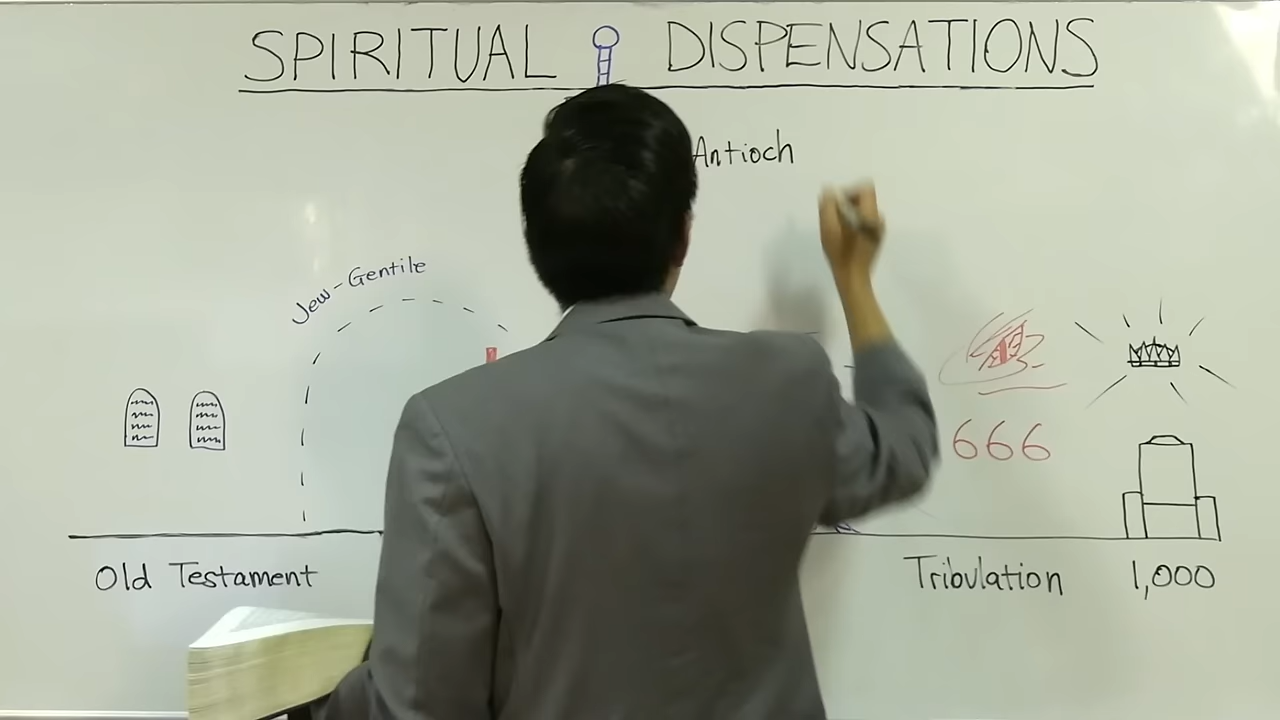 SPIRITUAL DISPENSATIONS
Antioch
Jew-Gentile
666
Old Testament
Tribulation
1,000